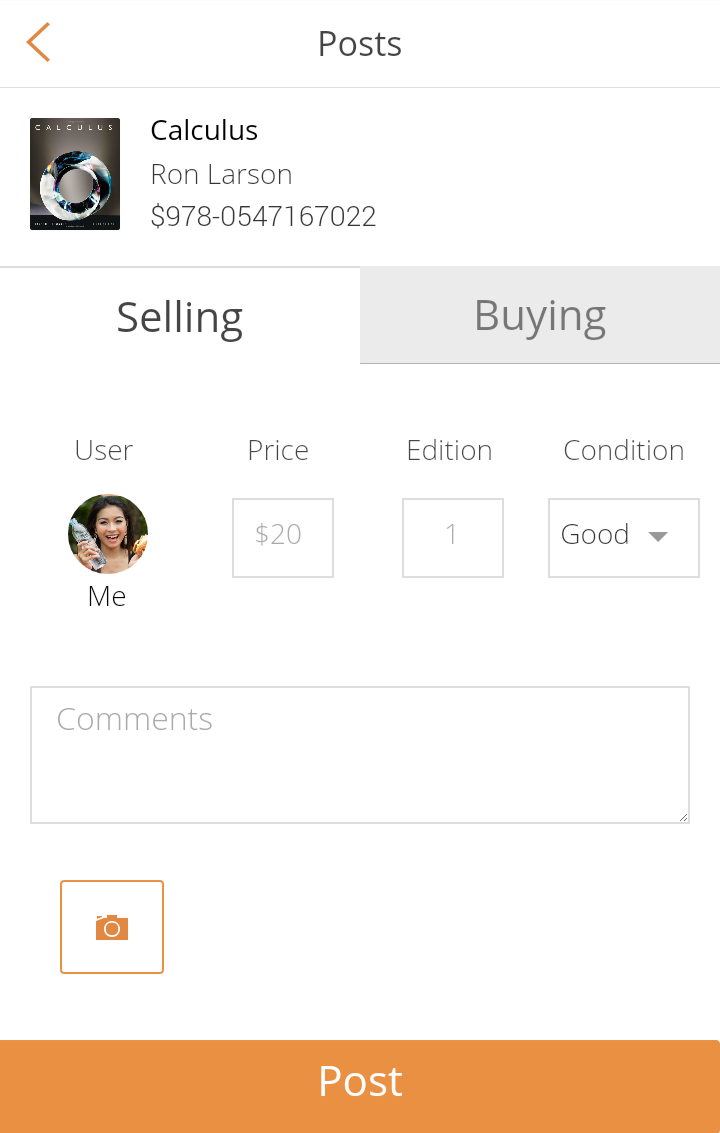 Posts
CALCULUS
Calculus
Ron Larson
$978-0547167022
Selling
Buying
User Price Edition Condition
$20 1 Good
Me
Comments
Post